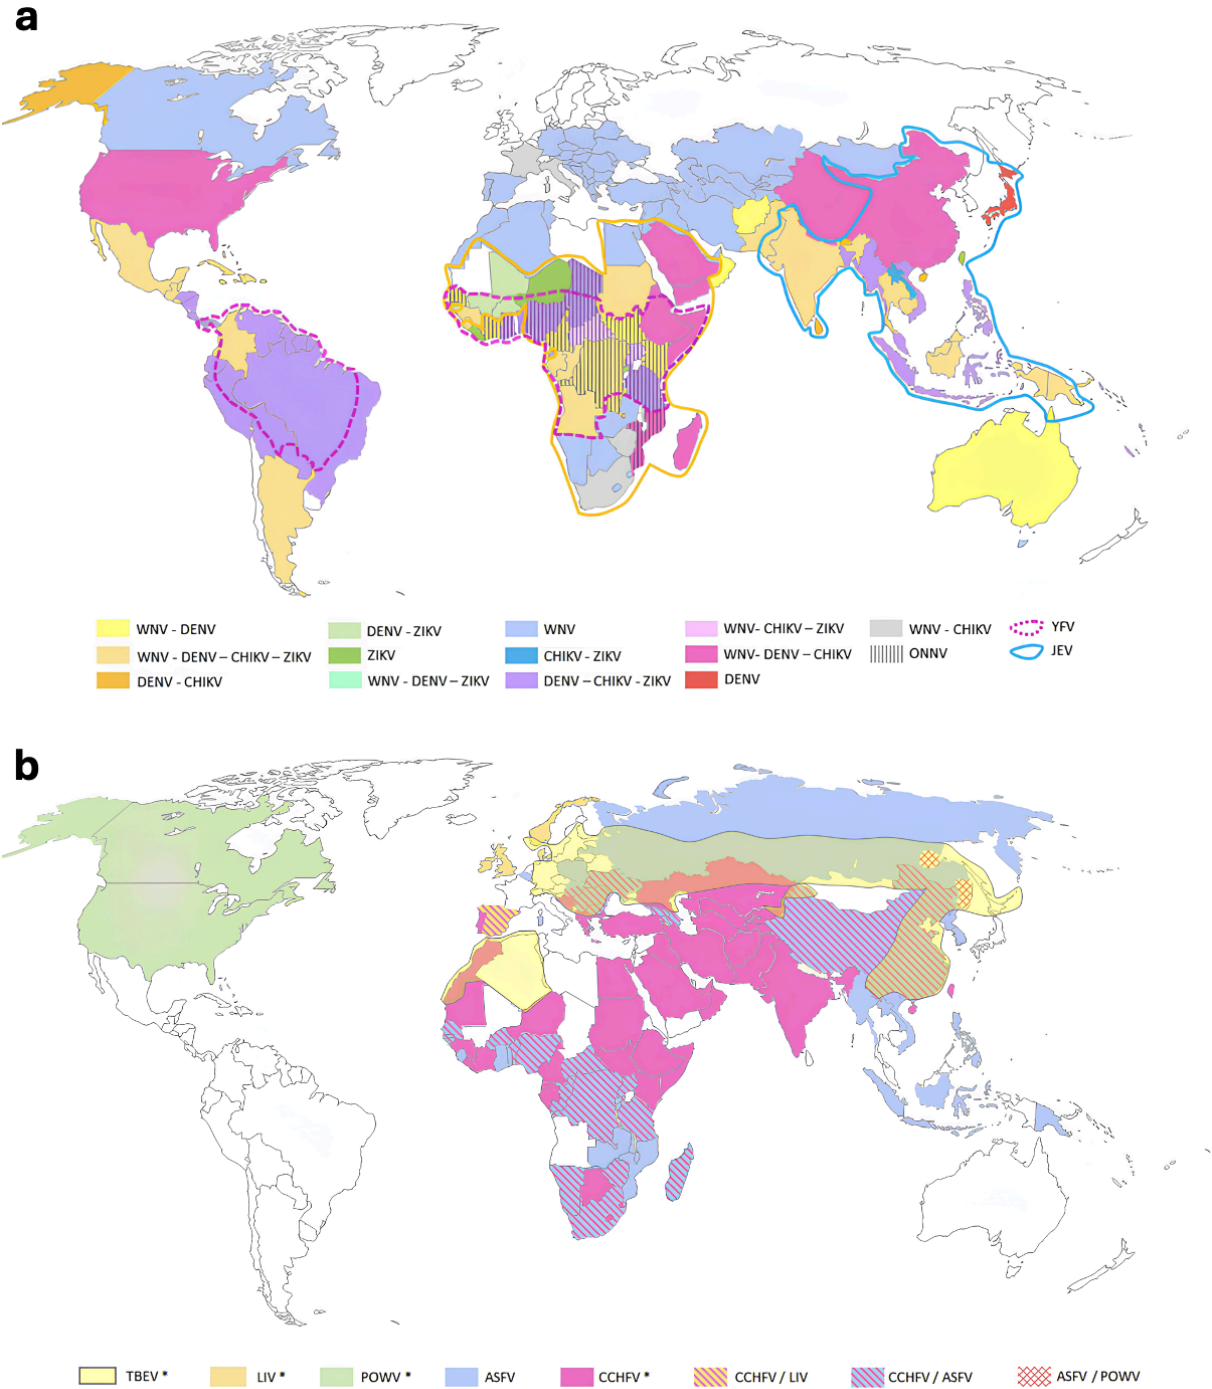 a
WNV - DENV
DENV - ZIKV
WNV
WNV- CHIKV – ZIKV
WNV - CHIKV
YFV
WNV - DENV – CHIKV – ZIKV
ZIKV
CHIKV - ZIKV
WNV- DENV – CHIKV
ONNV
JEV
DENV - CHIKV
WNV - DENV – ZIKV
DENV – CHIKV - ZIKV
DENV
b
TBEV *
LIV *
POWV *
ASFV
CCHFV *
CCHFV / LIV
CCHFV / ASFV
ASFV / POWV